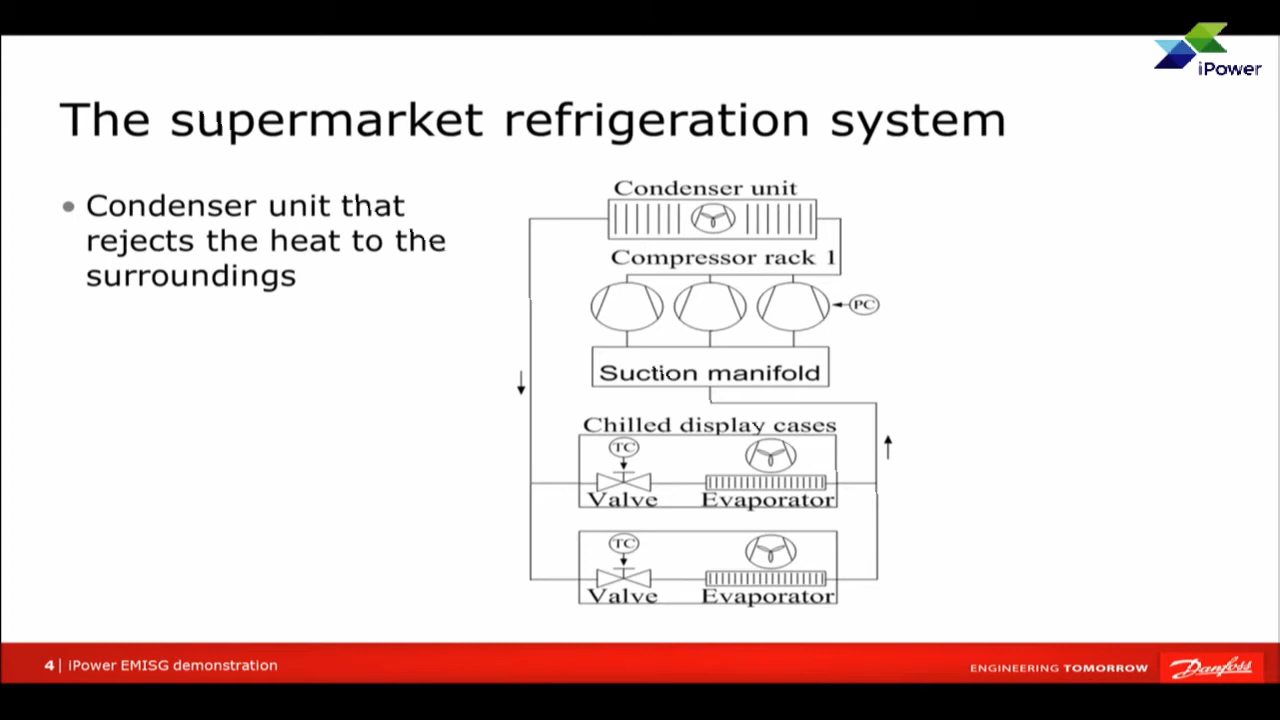 iPower
The supermarket refrigeration system
• Condenser unit that
rejects the heat to the
surroundings
Condenser unit
Compressor rack 1
PC
Suction manifold
Chilled display cases
TC
Valve
Evaporator
TC
Valve
Evaporator
4 | iPower EMISG demonstration
ENGINEERING TOMORROW
Danfoss